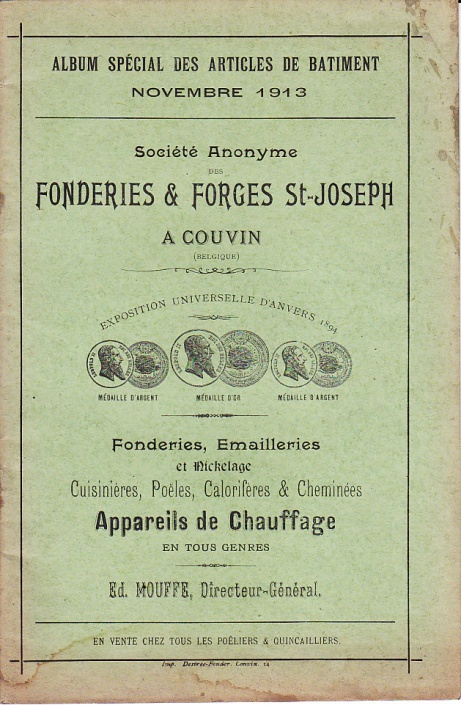 ALBUM SPÉCIAL DES ARTICLES DE BATIMENT
NOVEMBRE 1913
Société Anonyme
DES
FONDERIES & FORGES St-JOSEPH
A COUVIN
(BELGIQUE)
EXPOSITION UNIVERSELLE D'ANVERS 1894
MÉDAILLE D'ARGENT MÉDAILLE D'OR MÉDAILLE D'ARGENT
Fonderies, Emailleries
et Nickelage
Cuisinières, Poêles, Calorifères & Cheminées
Appareils de Chauffage
EN TOUS GENRES
Ed. MOUFFE, Directeur-Général.
EN VENTE CHEZ TOUS LES POÊLIERS & QUINCAILLIERS.
Imp. Couvin.